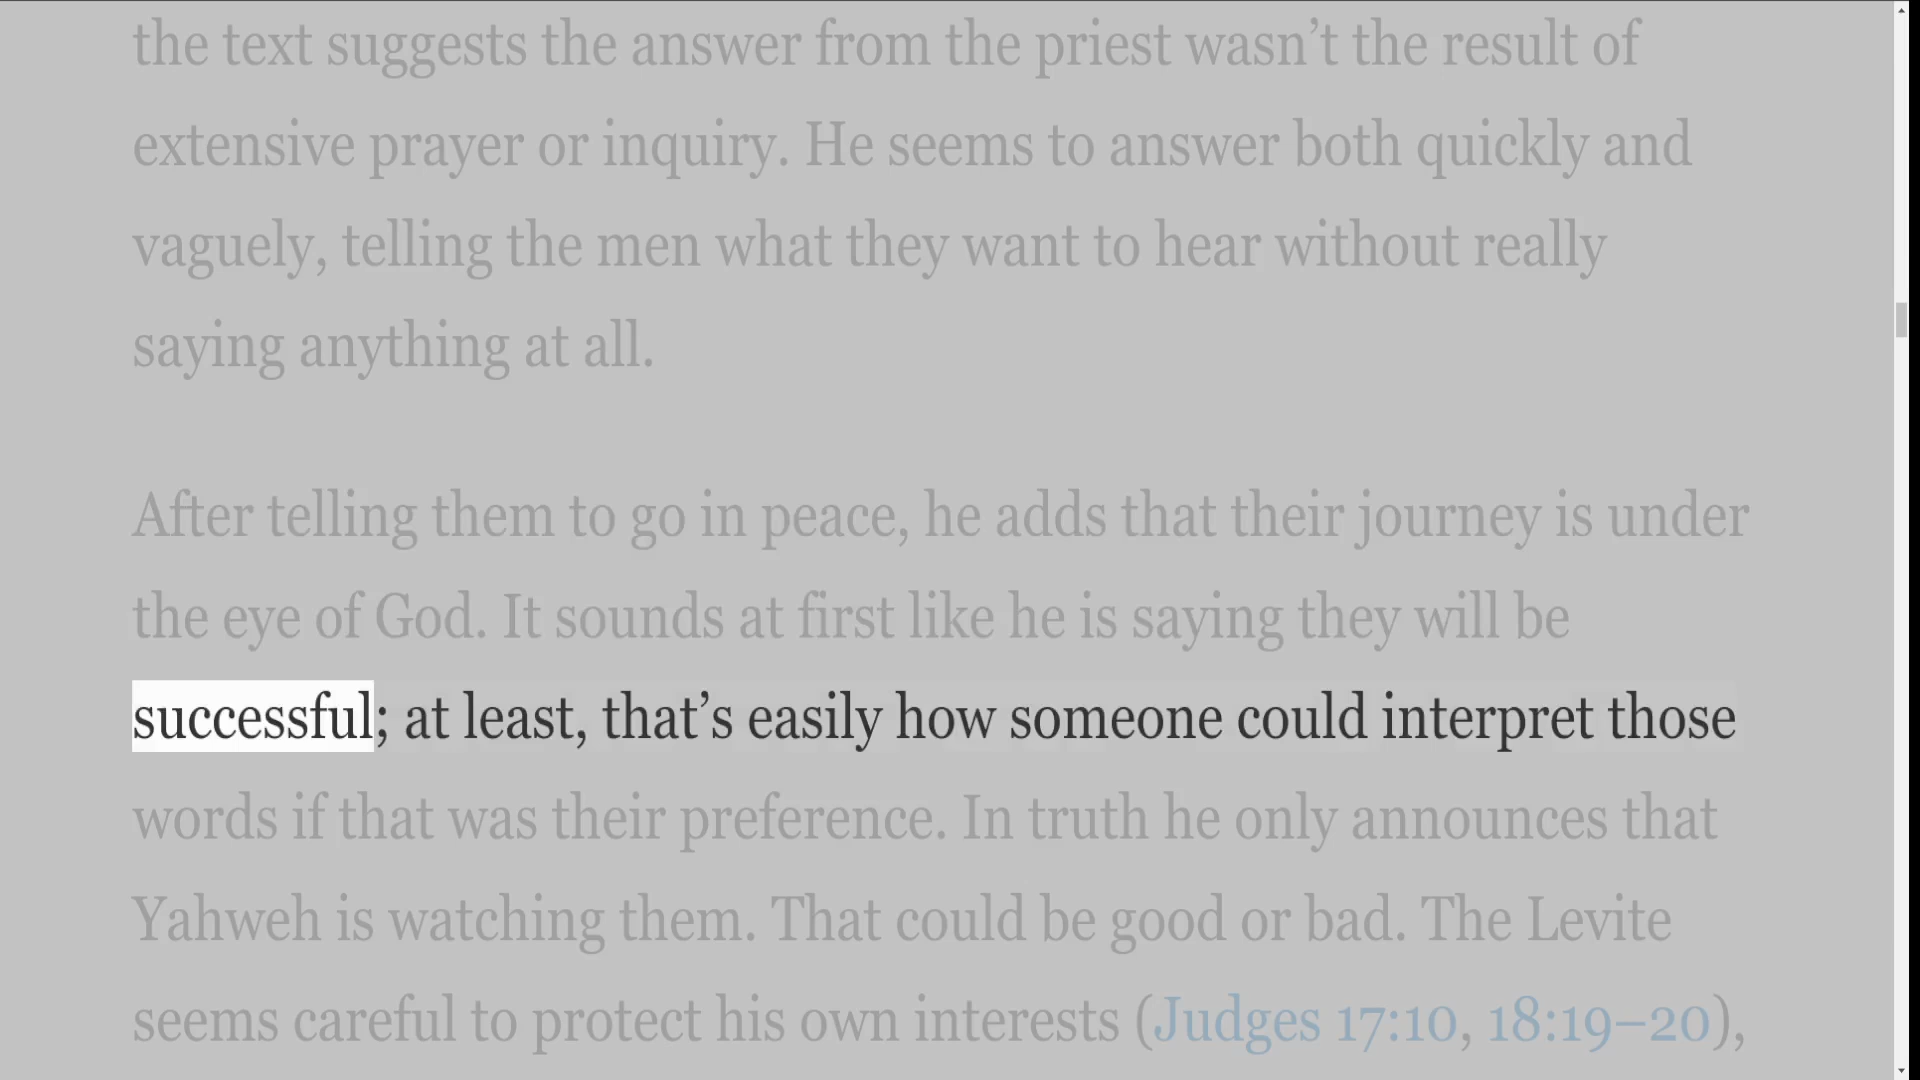 the text suggests the answer from the priest wasn’t the result of
extensive prayer or inquiry. He seems to answer both quickly and
vaguely, telling the men what they want to hear without really
saying anything at all.
After telling them to go in peace, he adds that their journey is under
the eye of God. It sounds at first like he is saying they will be
successful; at least, that’s easily how someone could interpret those
words if that was their preference. In truth he only announces that
Yahweh is watching them. That could be good or bad. The Levite
seems careful to protect his own interests (Judges 17:10, 18:19–20),